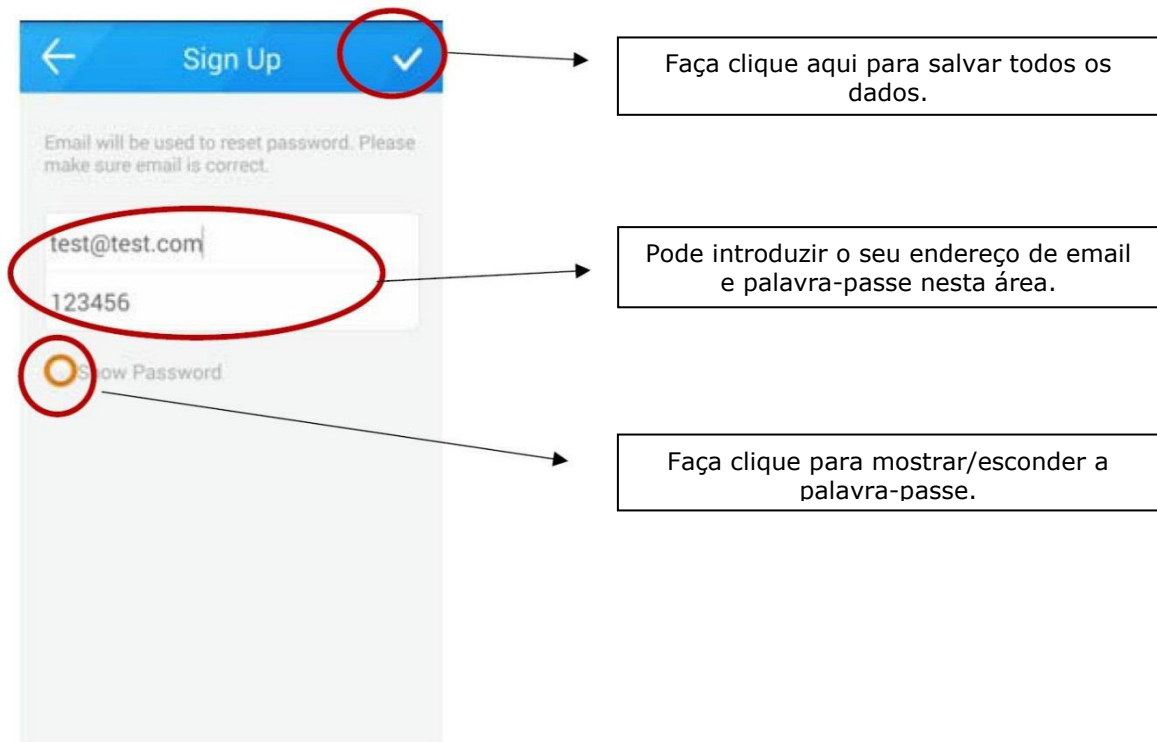 Sign Up
Email will be used to reset password. Please
make sure email is correct.
test@test.com
123456
Show Password
Faça clique aqui para salvar todos os
dados.
Pode introduzir o seu endereço de email
e palavra-passe nesta área.
Faça clique para mostrar/esconder a
palavra-passe.